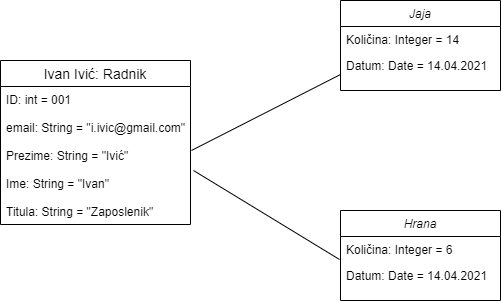 Jaja
Količina: Integer = 14
Datum: Date = 14.04.2021
Ivan Ivić: Radnik
ID: int = 001
email: String = "i.ivic@gmail.com"
Prezime: String = "Ivić"
Ime: String = "Ivan"
Titula: String = "Zaposlenik"
Hrana
Količina: Integer = 6
Datum: Date = 14.04.2021